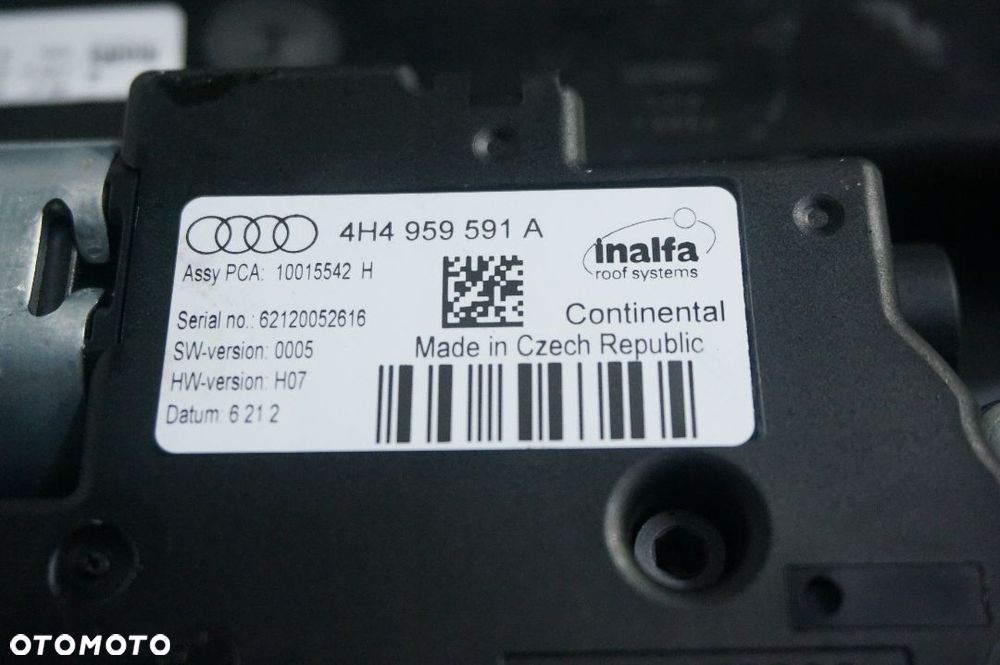 4H4 959 591 A
Assy PCA: 10015542 H
inalfa
roof systems
Serial no.: 62120052616
Continental
SW-version: 0005
Made in Czech Republic
HW-version: H07
Datum: 6 21 2
OTOMOTO